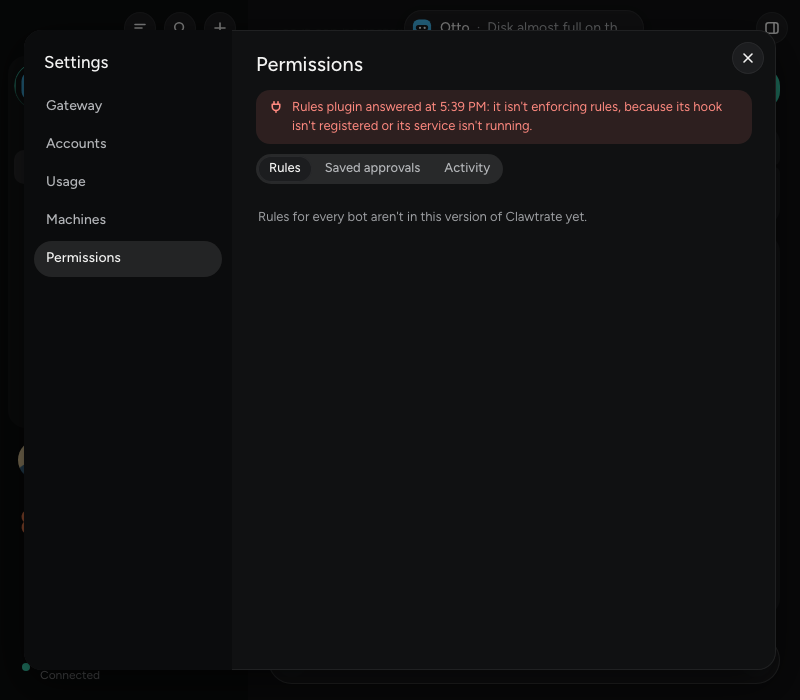 Otto · Disk almost full on th
Settings
Gateway
Accounts
Usage
Machines
Permissions
Permissions
Rules plugin answered at 5:39 PM: it isn't enforcing rules, because its hook
isn't registered or its service isn't running.
Rules Saved approvals Activity
Rules for every bot aren't in this version of Clawtrate yet.
Connected